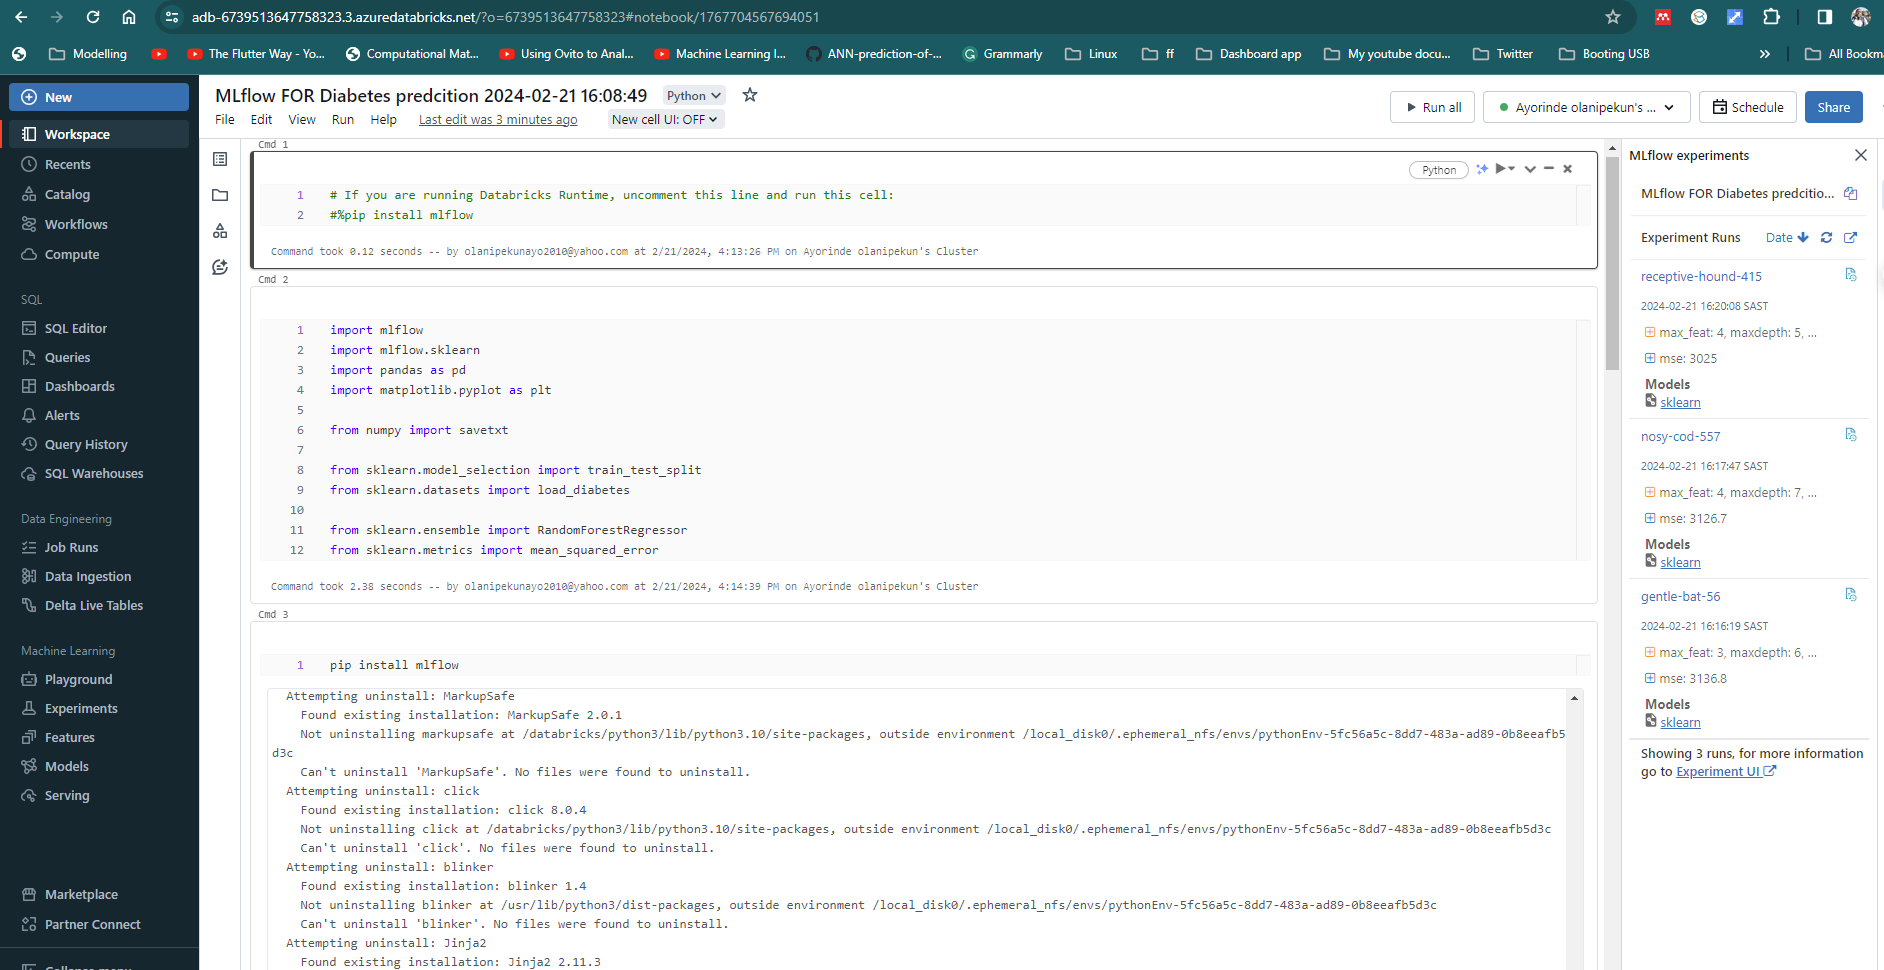 adb-6739513647758323.3.azuredatabricks.net/?o=6739513647758323#notebook/1767704567694051
Modelling
The Flutter Way - Yo...
Computational Mat...
Using Ovito to Anal...
Machine Learning I...
ANN-prediction-of-...
Grammarly
Linux
ff
Dashboard app
My youtube docu...
Twitter
Booting USB
»
All Bookm
New
Workspace
Recents
Catalog
Workflows
Compute
SQL
SQL Editor
Queries
Dashboards
Alerts
Query History
SQL Warehouses
Data Engineering
Job Runs
Data Ingestion
Delta Live Tables
Machine Learning
Playground
Experiments
Features
Models
Serving
Marketplace
Partner Connect
Collapse menu
MLflow FOR Diabetes predcition 2024-02-21 16:08:49
Python
File Edit View Run Help Last edit was 3 minutes ago New cell UI: OFF
Run all
Ayorinde olanipekun's ...
Schedule
Share
Cmd 1
Python
1 # If you are running Databricks Runtime, uncomment this line and run this cell:
2 #%pip install mlflow
Command took 0.12 seconds -- by olanipekunayo2010@yahoo.com at 2/21/2024, 4:13:26 PM on Ayorinde olanipekun's Cluster
Cmd 2
1 import mlflow
2 import mlflow.sklearn
3 import pandas as pd
4 import matplotlib.pyplot as plt
5
6 from numpy import savetxt
7
8 from sklearn.model_selection import train_test_split
9 from sklearn.datasets import load_diabetes
10
11 from sklearn.ensemble import RandomForestRegressor
12 from sklearn.metrics import mean_squared_error
Command took 2.38 seconds -- by olanipekunayo2010@yahoo.com at 2/21/2024, 4:14:39 PM on Ayorinde olanipekun's Cluster
Cmd 3
1 pip install mlflow
Attempting uninstall: MarkupSafe
Found existing installation: MarkupSafe 2.0.1
Not uninstalling markupsafe at /databricks/python3/lib/python3.10/site-packages, outside environment /local_disk0/.ephemeral_nfs/envs/pythonEnv-5fc56a5c-8dd7-483a-ad89-0b8eeafb5
d3c
Can't uninstall 'MarkupSafe'. No files were found to uninstall.
Attempting uninstall: click
Found existing installation: click 8.0.4
Not uninstalling click at /databricks/python3/lib/python3.10/site-packages, outside environment /local_disk0/.ephemeral_nfs/envs/pythonEnv-5fc56a5c-8dd7-483a-ad89-0b8eeafb5d3c
Can't uninstall 'click'. No files were found to uninstall.
Attempting uninstall: blinker
Found existing installation: blinker 1.4
Not uninstalling blinker at /usr/lib/python3/dist-packages, outside environment /local_disk0/.ephemeral_nfs/envs/pythonEnv-5fc56a5c-8dd7-483a-ad89-0b8eeafb5d3c
Can't uninstall 'blinker'. No files were found to uninstall.
Attempting uninstall: Jinja2
Found existing installation: Jinja2 2.11.3
MLflow experiments
MLflow FOR Diabetes predcitio...
Experiment Runs Date
receptive-hound-415
2024-02-21 16:20:08 SAST
max_feat: 4, maxdepth: 5, ...
mse: 3025
Models
sklearn
nosy-cod-557
2024-02-21 16:17:47 SAST
max_feat: 4, maxdepth: 7, ...
mse: 3126.7
Models
sklearn
gentle-bat-56
2024-02-21 16:16:19 SAST
max_feat: 3, maxdepth: 6, ...
mse: 3136.8
Models
sklearn
Showing 3 runs, for more information
go to Experiment UI